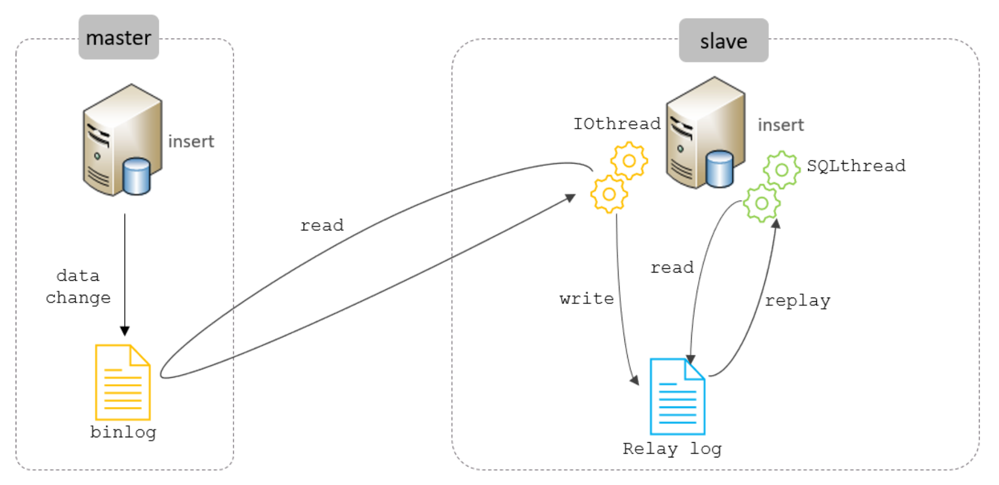 master
insert
data
change
binlog
read
slave
IOthread
insert
SQLthread
read
write
replay
Relay log